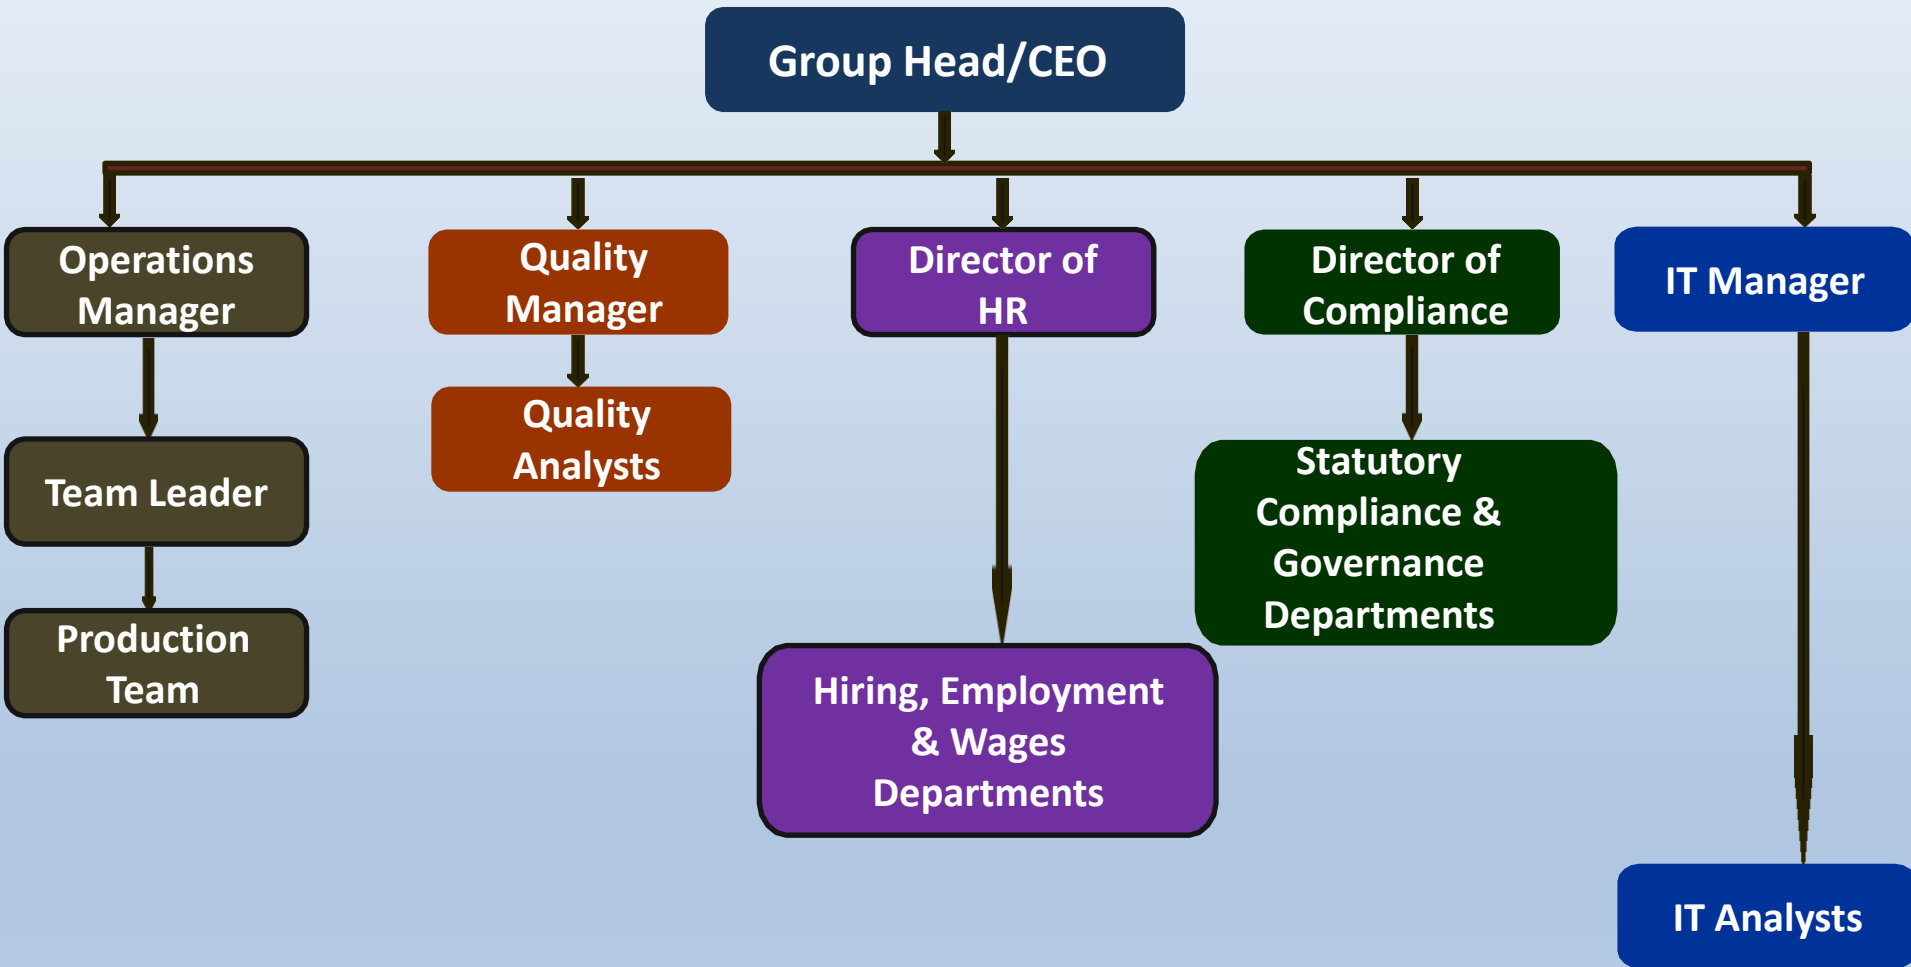 Group Head/CEO
Operations
Manager
Quality
Manager
Director of
HR
Director of
Compliance
IT Manager
Quality
Analysts
Team Leader
Statutory
Compliance &
Governance
Departments
Production
Team
Hiring, Employment
& Wages
Departments
IT Analysts